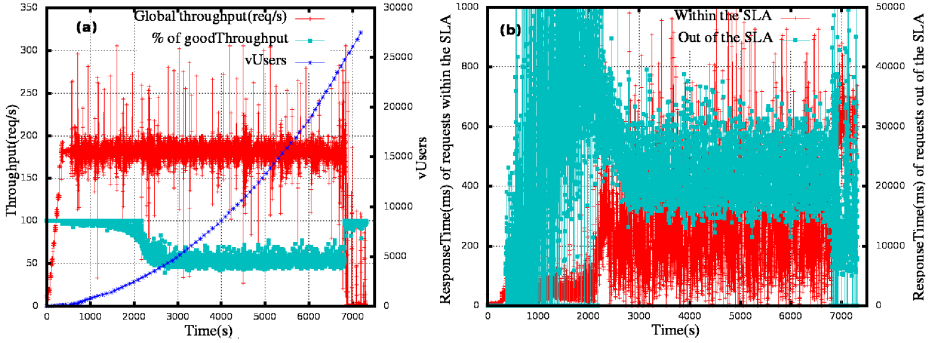 350
300
250
200
150
100
50
0
Throughput(req/s)
(a)
Global throughput(req/s)
% of goodThroughput
vUsers
30000
25000
20000
15000
10000
5000
0
vUsers
0 1000 2000 3000 4000 5000 6000 7000
Time(s)
1000
800
600
400
200
0
ResponseTime(ms) of requests within the SLA
(b)
Within the SLA
Out of the SLA
50000
40000
30000
20000
10000
0
ResponseTime(ms) of requests out of the SLA
0 1000 2000 3000 4000 5000 6000 7000
Time(s)